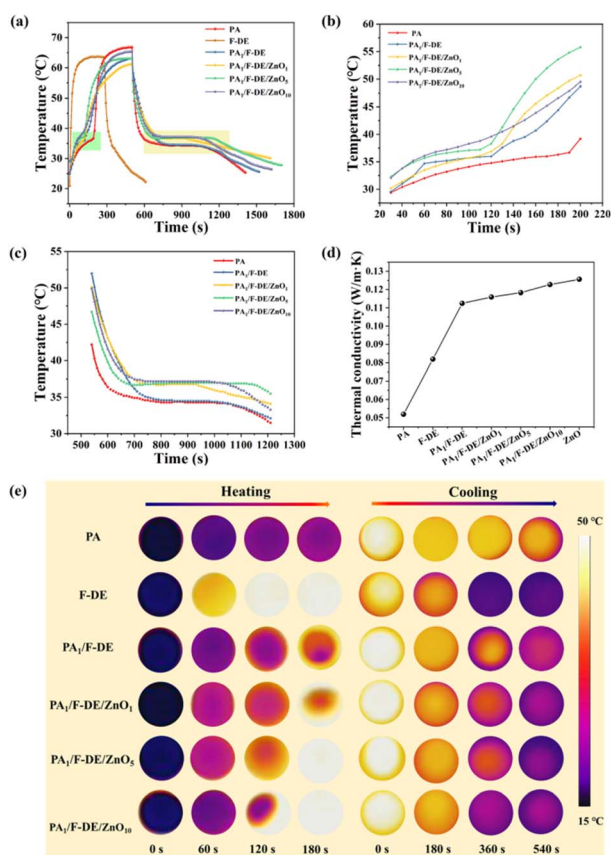 (a)
Temperature (℃)
75
60
45
30
15
0 300 600 900 1200 1500 1800
Time (s)
PA
F-DE
PA₁/F-DE
PA₁/F-DE/ZnO₁
PA₁/F-DE/ZnO₅
PA₁/F-DE/ZnO₁₀
(b)
Temperature (℃)
60
55
50
45
40
35
30
20 40 60 80 100 120 140 160 180 200 220
Time (s)
PA
PA₁/F-DE
PA₁/F-DE/ZnO₁
PA₁/F-DE/ZnO₅
PA₁/F-DE/ZnO₁₀
(c)
Temperature (℃)
55
50
45
40
35
30
500 600 700 800 900 1000 1100 1200 1300
Time (s)
PA
PA₁/F-DE
PA₁/F-DE/ZnO₁
PA₁/F-DE/ZnO₅
PA₁/F-DE/ZnO₁₀
(d)
Thermal conductivity (W/m·K)
0.13
0.12
0.11
0.10
0.09
0.08
0.07
0.06
0.05
PA
F-DE
PA₁/F-DE
PA₁/F-DE/ZnO₁
PA₁/F-DE/ZnO₅
PA₁/F-DE/ZnO₁₀
ZnO
(e)
Heating Cooling
50 ℃
PA
F-DE
PA₁/F-DE
PA₁/F-DE/ZnO₁
PA₁/F-DE/ZnO₅
PA₁/F-DE/ZnO₁₀
15 ℃
0 s 60 s 120 s 180 s 0 s 180 s 360 s 540 s